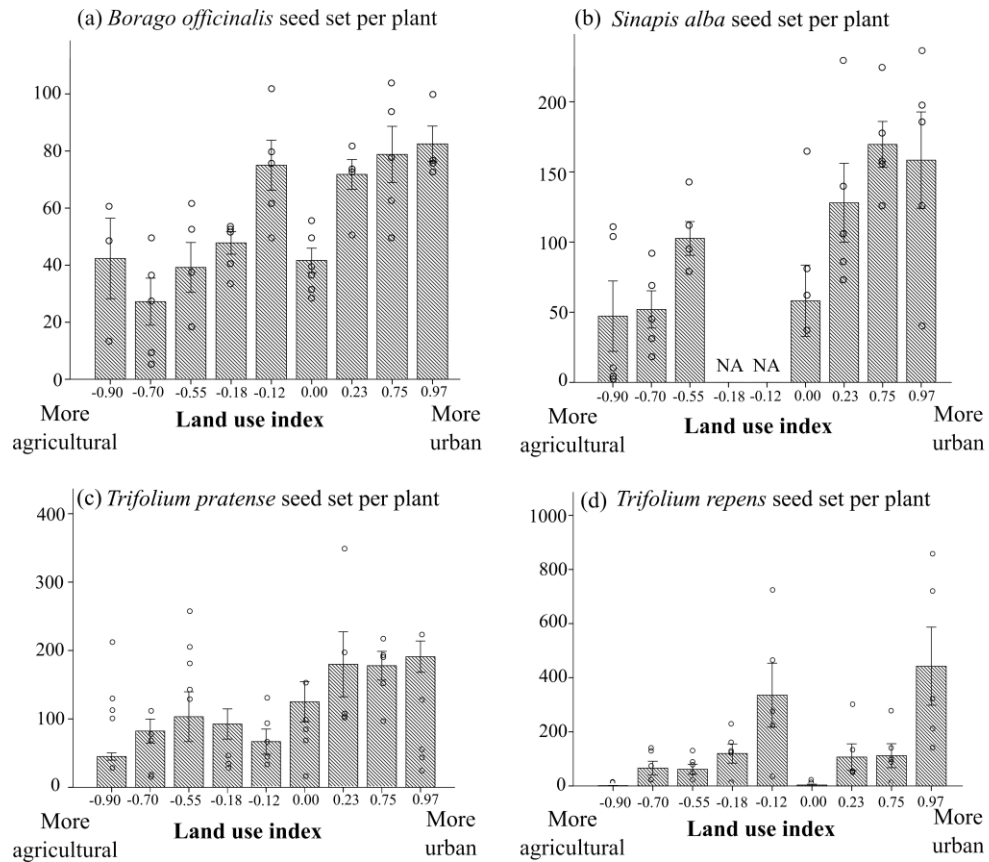 (a) Borago officinalis seed set per plant
100
80
60
40
20
0
-0.90 -0.70 -0.55 -0.18 -0.12 0.00 0.23 0.75 0.97
More agricultural
Land use index
More urban
(b) Sinapis alba seed set per plant
200
150
100
50
0
NA NA
-0.90 -0.70 -0.55 -0.18 -0.12 0.00 0.23 0.75 0.97
More agricultural
Land use index
More urban
(c) Trifolium pratense seed set per plant
400
300
200
100
0
-0.90 -0.70 -0.55 -0.18 -0.12 0.00 0.23 0.75 0.97
More agricultural
Land use index
More urban
(d) Trifolium repens seed set per plant
1000
800
600
400
200
0
-0.90 -0.70 -0.55 -0.18 -0.12 0.00 0.23 0.75 0.97
More agricultural
Land use index
More urban